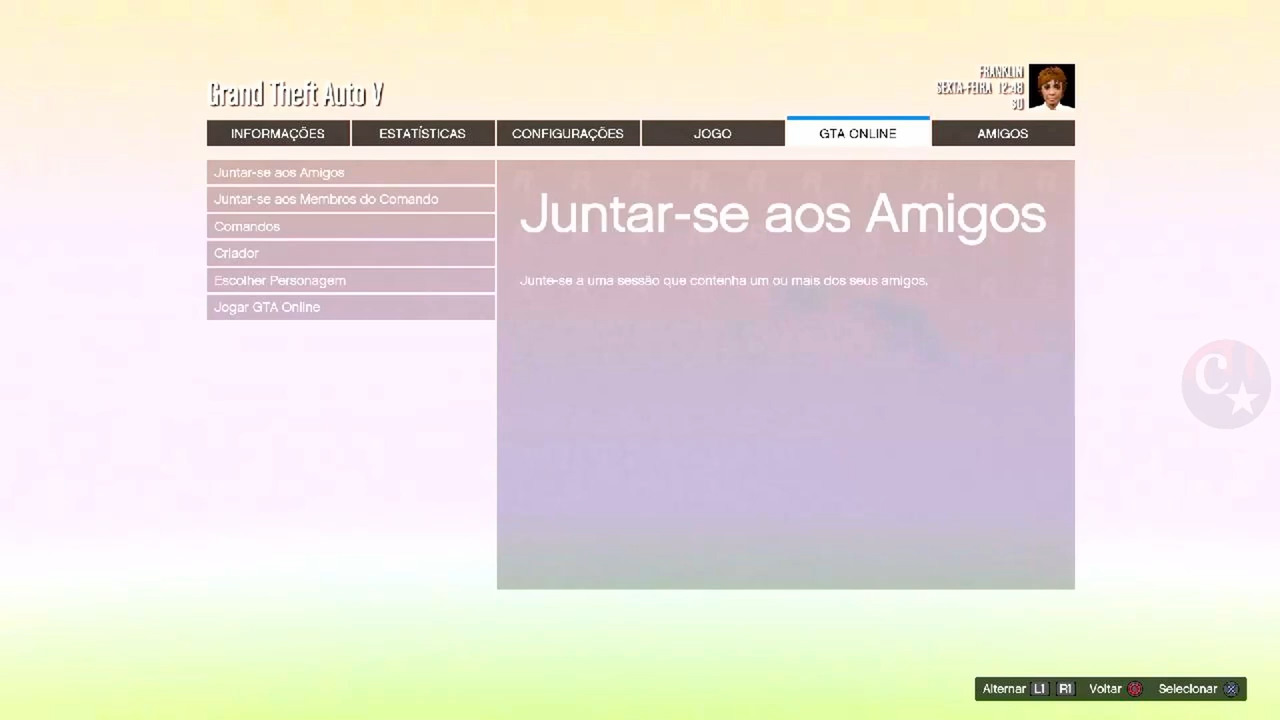 Grand Theft Auto V
FRANKLIN
SEXTA-FEIRA 12:48
$0
INFORMAÇÕES
ESTATÍSTICAS
CONFIGURAÇÕES
JOGO
GTA ONLINE
AMIGOS
Juntar-se aos Amigos
Juntar-se aos Membros do Comando
Comandos
Criador
Escolher Personagem
Jogar GTA Online
Juntar-se aos Amigos
Junte-se a uma sessão que contenha um ou mais dos seus amigos.
C
Alternar L1 R1 Voltar Selecionar